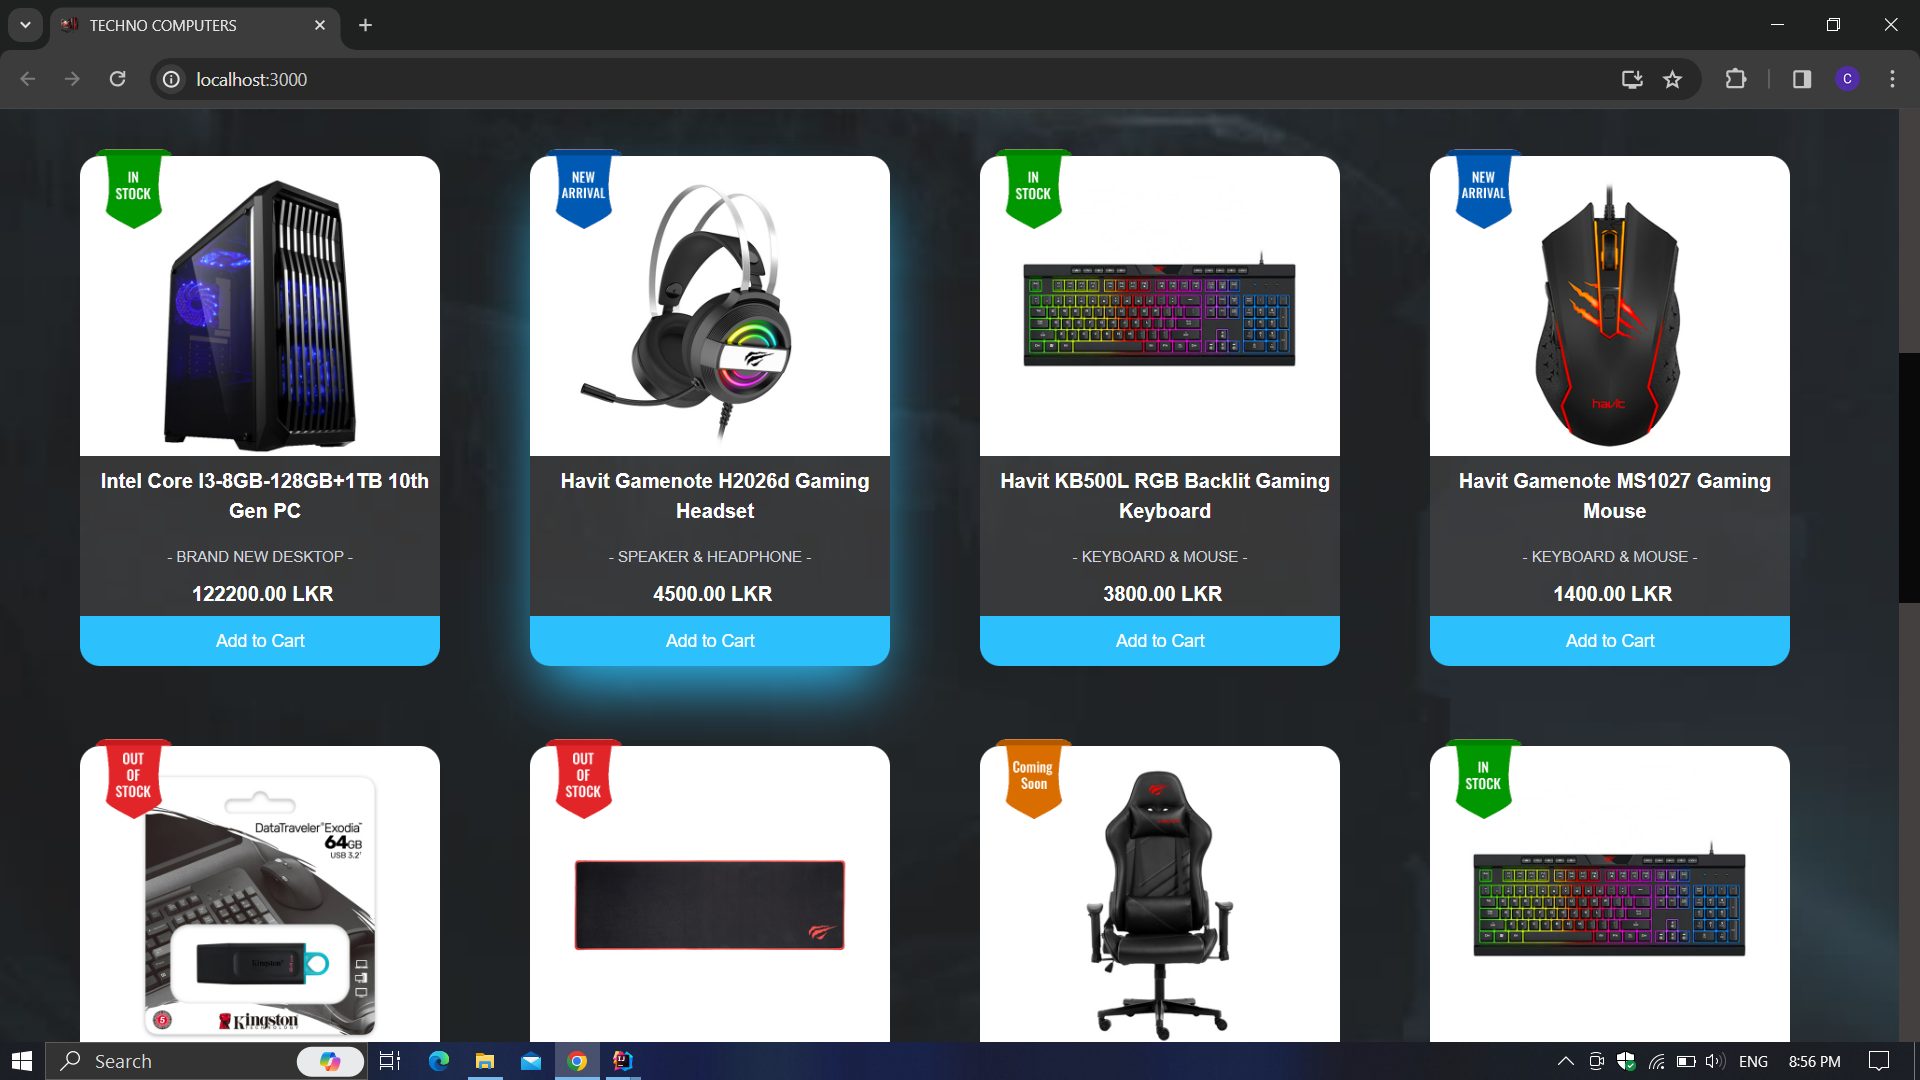 TECHNO COMPUTERS
localhost:3000
C
IN
STOCK
NEW
ARRIVAL
IN
STOCK
NEW
ARRIVAL
havit
Intel Core I3-8GB-128GB+1TB 10th
Gen PC
- BRAND NEW DESKTOP -
122200.00 LKR
Add to Cart
Havit Gamenote H2026d Gaming
Headset
- SPEAKER & HEADPHONE -
4500.00 LKR
Add to Cart
Havit KB500L RGB Backlit Gaming
Keyboard
- KEYBOARD & MOUSE -
3800.00 LKR
Add to Cart
Havit Gamenote MS1027 Gaming
Mouse
- KEYBOARD & MOUSE -
1400.00 LKR
Add to Cart
OUT
OF
STOCK
DataTraveler Exodia™
64GB
USB 3.2
Kingston
5
Kingston
TECHNOLOGY
OUT
OF
STOCK
Coming
Soon
IN
STOCK
Search
ENG
8:56 PM